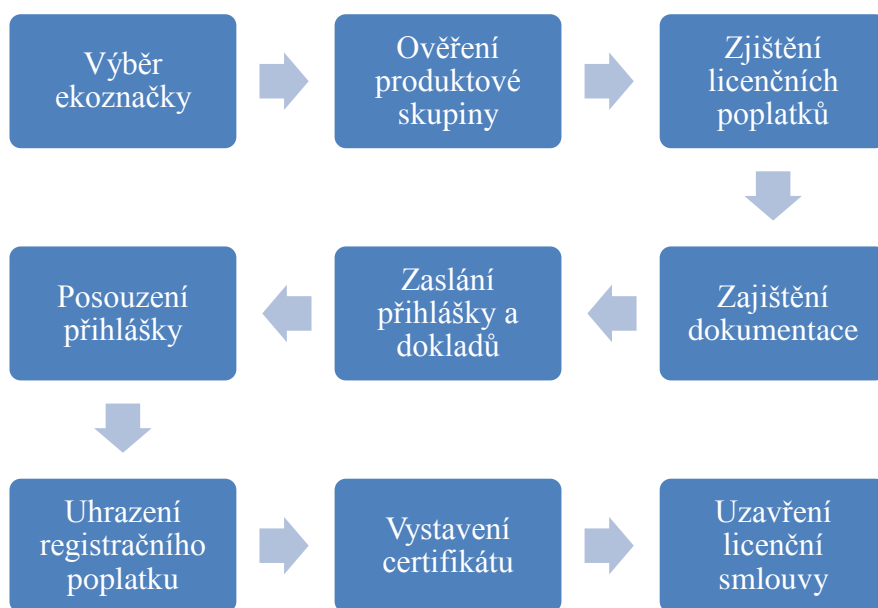 Výběr
ekoznačky
Ověření
produktové
skupiny
Zjištění
licenčních
poplatků
Zajištění
dokumentace
Zaslání
přihlášky a
dokladů
Posouzení
přihlášky
Uhrazení
registračního
poplatku
Vystavení
certifikátu
Uzavření
licenční
smlouvy